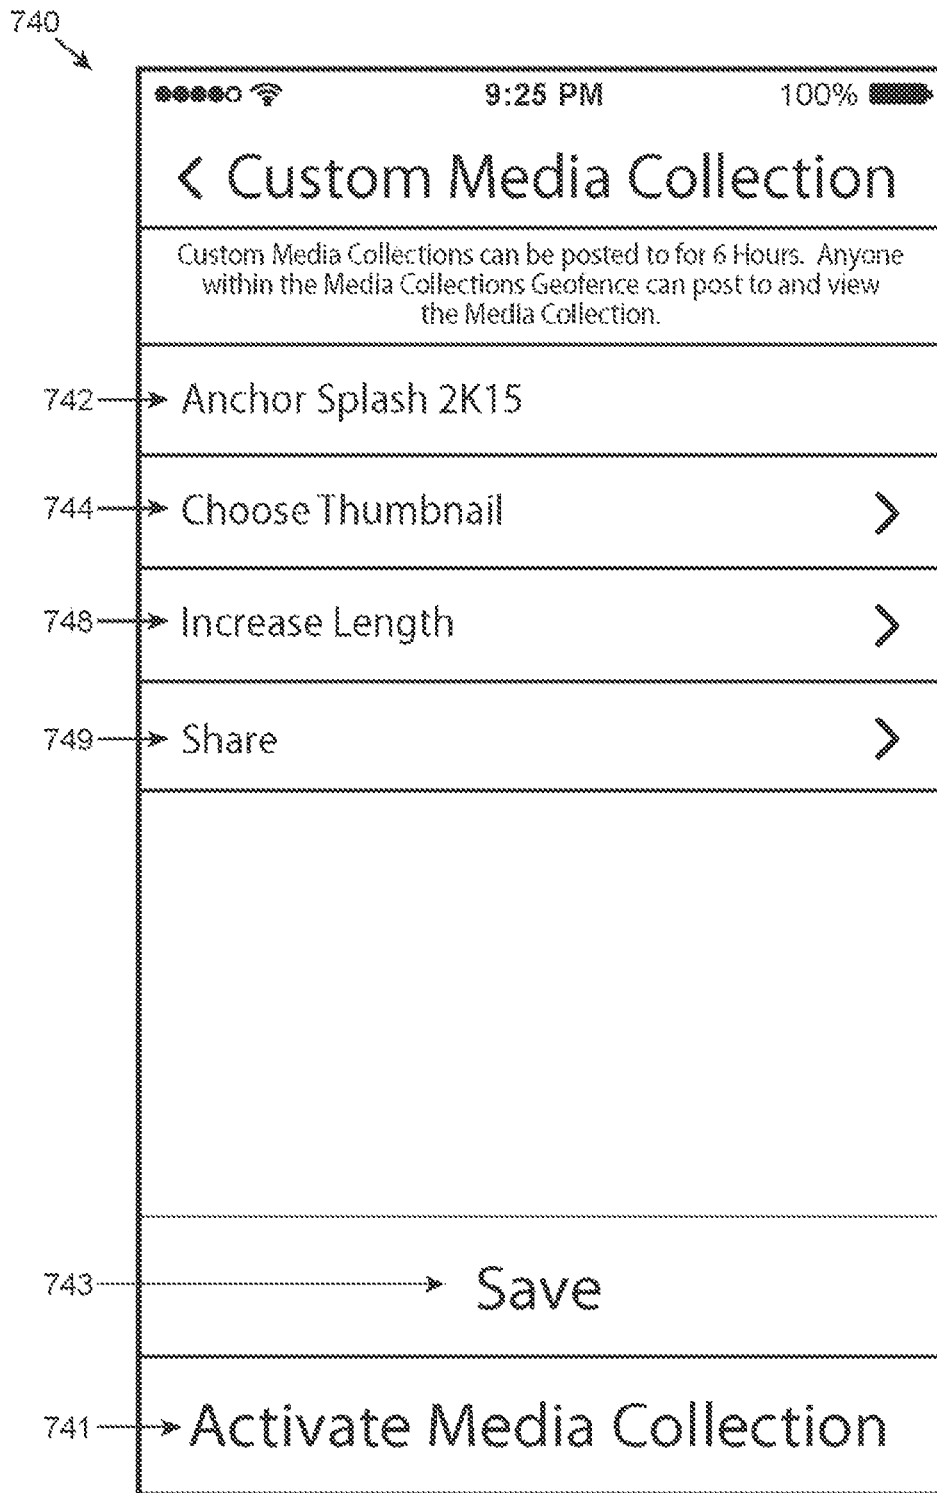 740
9:25 PM 100%
< Custom Media Collection
Custom Media Collections can be posted to for 6 Hours. Anyone
within the Media Collections Geofence can post to and view
the Media Collection.
742 Anchor Splash 2K15
744 Choose Thumbnail >
748 Increase Length >
749 Share >
743 Save
741 Activate Media Collection